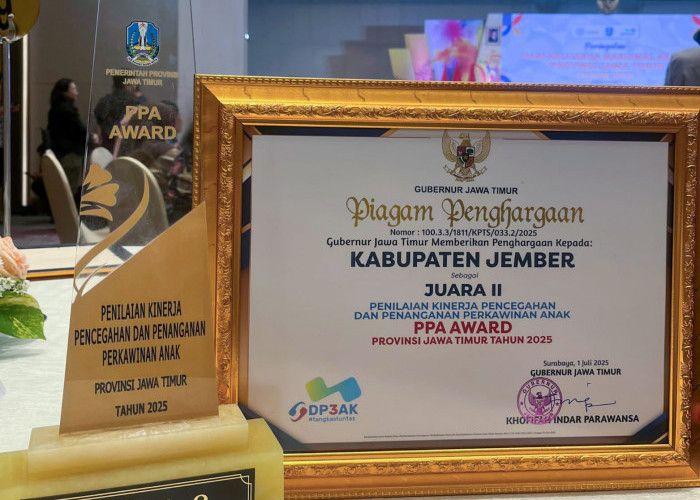 PEMERINTAH PROVINSI
JAWA TIMUR
PPA
AWARD
PENILAIAN KINERJA
PENCEGAHAN DAN PENANGANAN
PERKAWINAN ANAK
PROVINSI JAWA TIMUR
TAHUN 2025
GUBERNUR JAWA TIMUR
Piagam Penghargaan
Nomor : 100.3.3/1811/KPTS/033.2/2025
Gubernur Jawa Timur Memberikan Penghargaan Kepada:
KABUPATEN JEMBER
Sebagai
JUARA II
PENILAIAN KINERJA PENCEGAHAN
DAN PENANGANAN PERKAWINAN ANAK
PPA AWARD
PROVINSI JAWA TIMUR TAHUN 2025
Surabaya, 1 Juli 2025
GUBERNUR JAWA TIMUR
GUBERNUR
KHOFIFAH INDAR PARAWANSA
DP3AK
#tangtastuntas
Peringatan